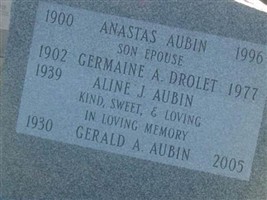 1900 ANASTAS AUBIN 1996
SON ÉPOUSE
1902 GERMAINE A. DROLET 1977
1939 ALINE J. AUBIN
KIND, SWEET, & LOVING
IN LOVING MEMORY
1930 GERALD A. AUBIN 2005